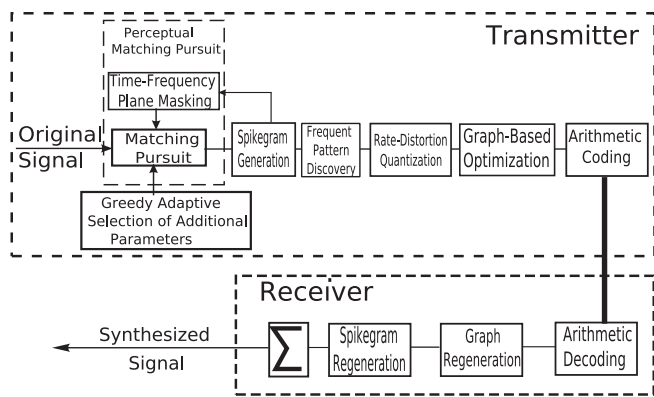 Transmitter
Perceptual
Matching Pursuit
Time-Frequency
Plane Masking
Original
Signal
Matching
Pursuit
Greedy Adaptive
Selection of Additional
Parameters
Spikegram
Generation
Frequent
Pattern
Discovery
Rate-Distortion
Quantization
Graph-Based
Optimization
Arithmetic
Coding
Receiver
Arithmetic
Decoding
Graph
Regeneration
Spikegram
Regeneration
Σ
Synthesized
Signal